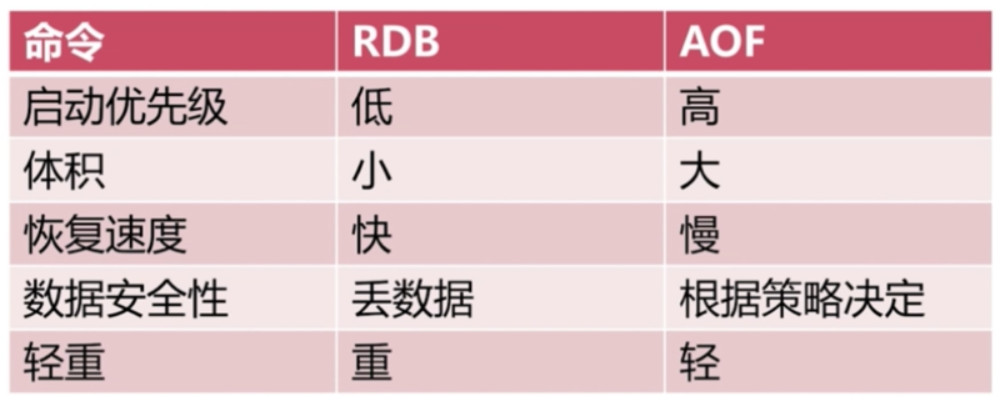 命令 RDB AOF
启动优先级 低 高
体积 小 大
恢复速度 快 慢
数据安全性 丢数据 根据策略决定
轻重 重 轻